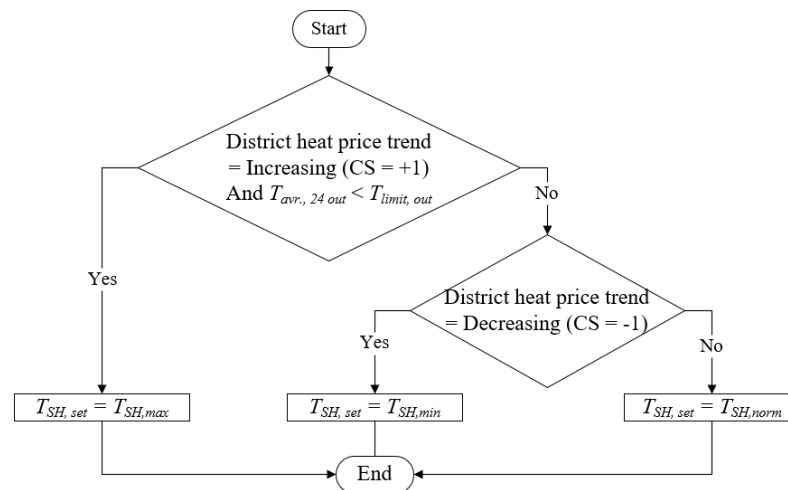 Start
District heat price trend
= Increasing (CS = +1)
And T_avr., 24 out < T_limit, out
No
Yes
District heat price trend
= Decreasing (CS = -1)
Yes
No
T_SH, set = T_SH,max
T_SH, set = T_SH,min
T_SH, set = T_SH,norm
End